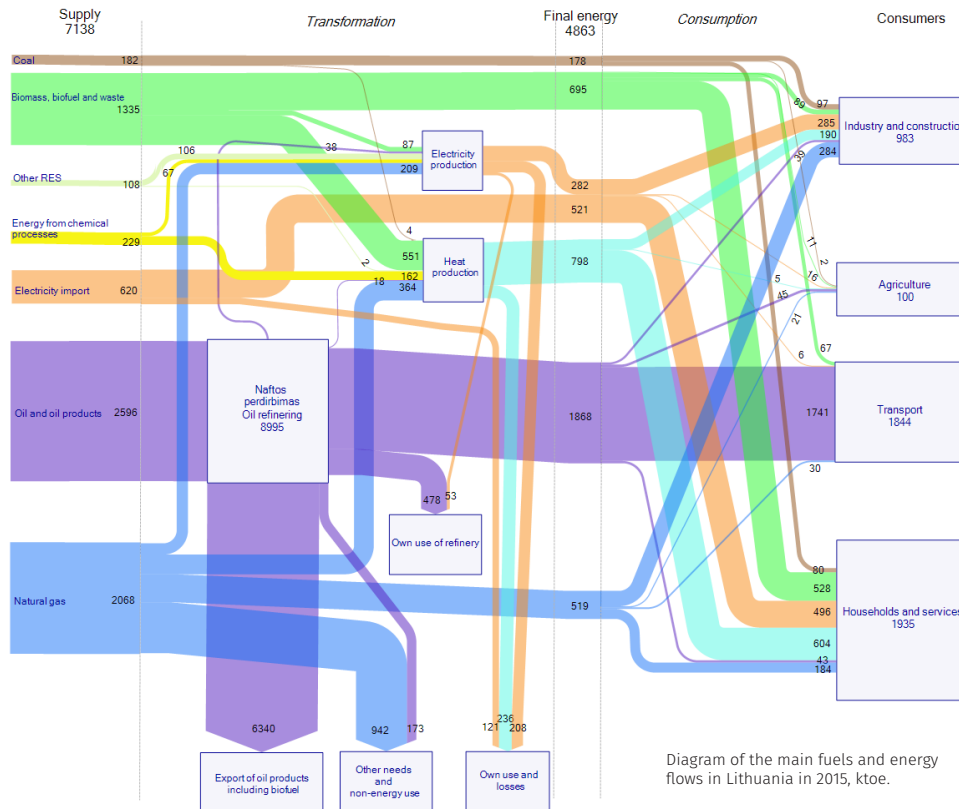 Supply
7138
Transformation
Final energy
4863
Consumption
Consumers
Coal
182
178
Biomass, biofuel and waste
1335
695
89
97
285
190
284
39
Industry and construction
983
106
38
87
209
Electricity
production
67
Other RES
108
282
521
Energy from chemical
processes
229
4
551
162
364
2
18
Heat
production
798
11
2
16
5
45
21
Agriculture
100
Electricity import
620
Naftos
perdirbimas
Oil refinering
8995
6
67
Oil and oil products
2596
1868
1741
Transport
1844
30
478
53
Own use of refinery
Natural gas
2068
519
80
528
496
604
43
184
Households and services
1935
6340
942
173
121
236
208
Export of oil products
including biofuel
Other needs
and
non-energy use
Own use and
losses
Diagram of the main fuels and energy
flows in Lithuania in 2015, ktoe.